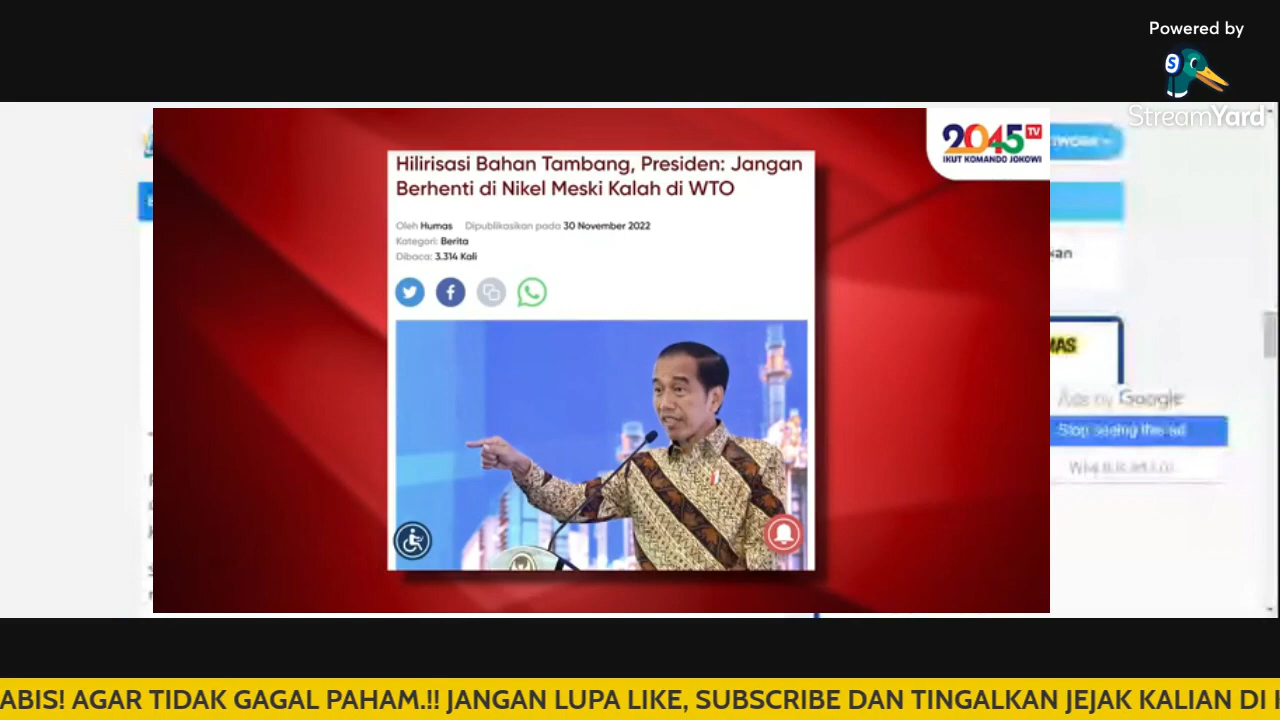 Powered by
StreamYard
2045 TV
IKUT KOMANDO JOKOWI
Hilirisasi Bahan Tambang, Presiden: Jangan
Berhenti di Nikel Meski Kalah di WTO
Oleh Humas Dipublikasikan pada 30 November 2022
Kategori: Berita
Dibaca: 3.314 Kali
Ads by Google
Stop seeing this ad
ABIS! AGAR TIDAK GAGAL PAHAM.!! JANGAN LUPA LIKE, SUBSCRIBE DAN TINGALKAN JEJAK KALIAN DI